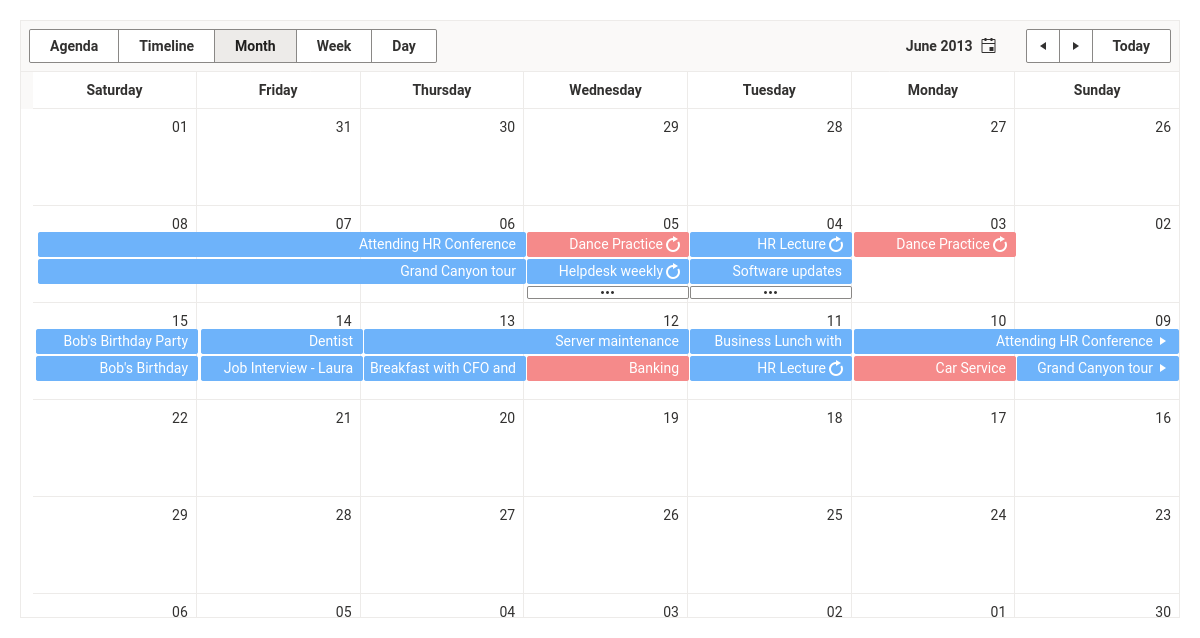 Agenda Timeline Month Week Day June 2013 Today
Saturday Friday Thursday Wednesday Tuesday Monday Sunday
01 31 30 29 28 27 26
08 07 06 05 04 03 02
Attending HR Conference Dance Practice HR Lecture Dance Practice
Grand Canyon tour Helpdesk weekly Software updates
••• •••
15 14 13 12 11 10 09
Bob's Birthday Party Dentist Server maintenance Business Lunch with Attending HR Conference
Bob's Birthday Job Interview - Laura Breakfast with CFO and Banking HR Lecture Car Service Grand Canyon tour
22 21 20 19 18 17 16
29 28 27 26 25 24 23
06 05 04 03 02 01 30